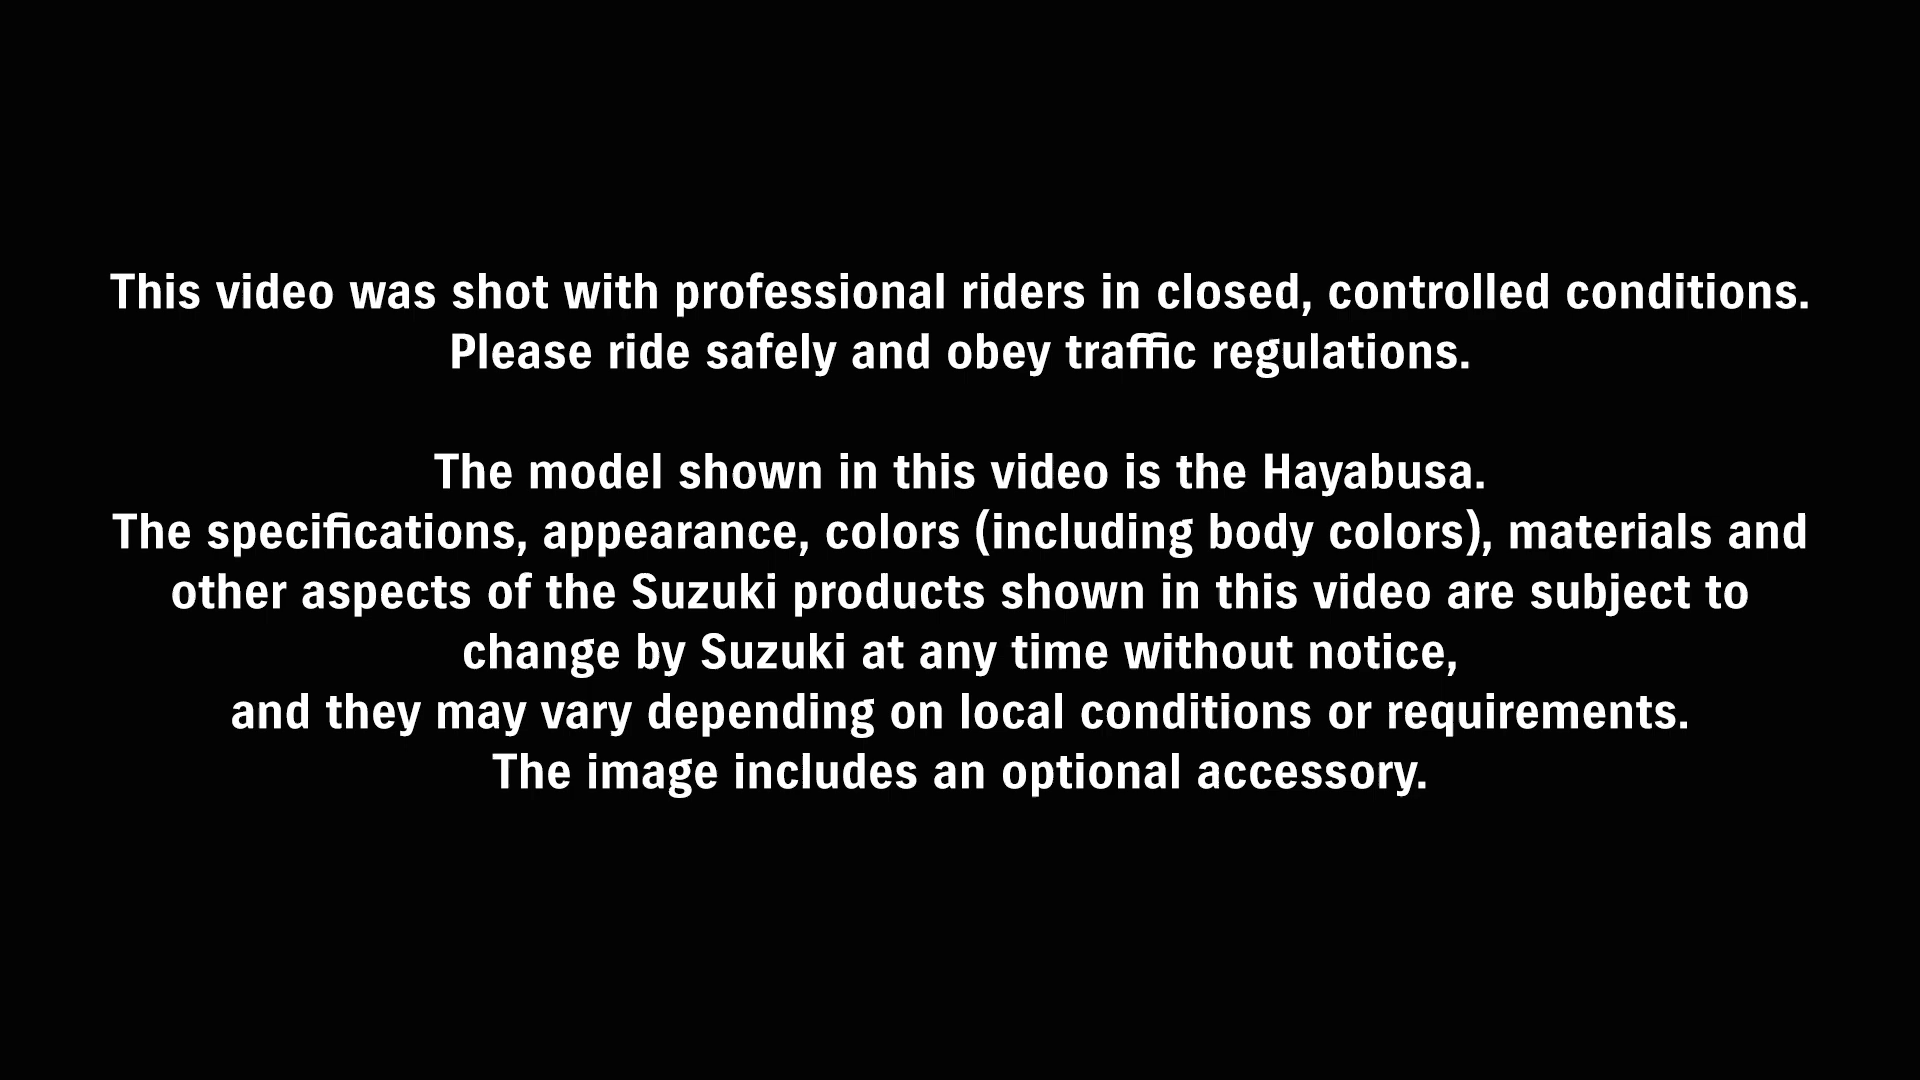 This video was shot with professional riders in closed, controlled conditions.
Please ride safely and obey traffic regulations.
The model shown in this video is the Hayabusa.
The specifications, appearance, colors (including body colors), materials and
other aspects of the Suzuki products shown in this video are subject to
change by Suzuki at any time without notice,
and they may vary depending on local conditions or requirements.
The image includes an optional accessory.